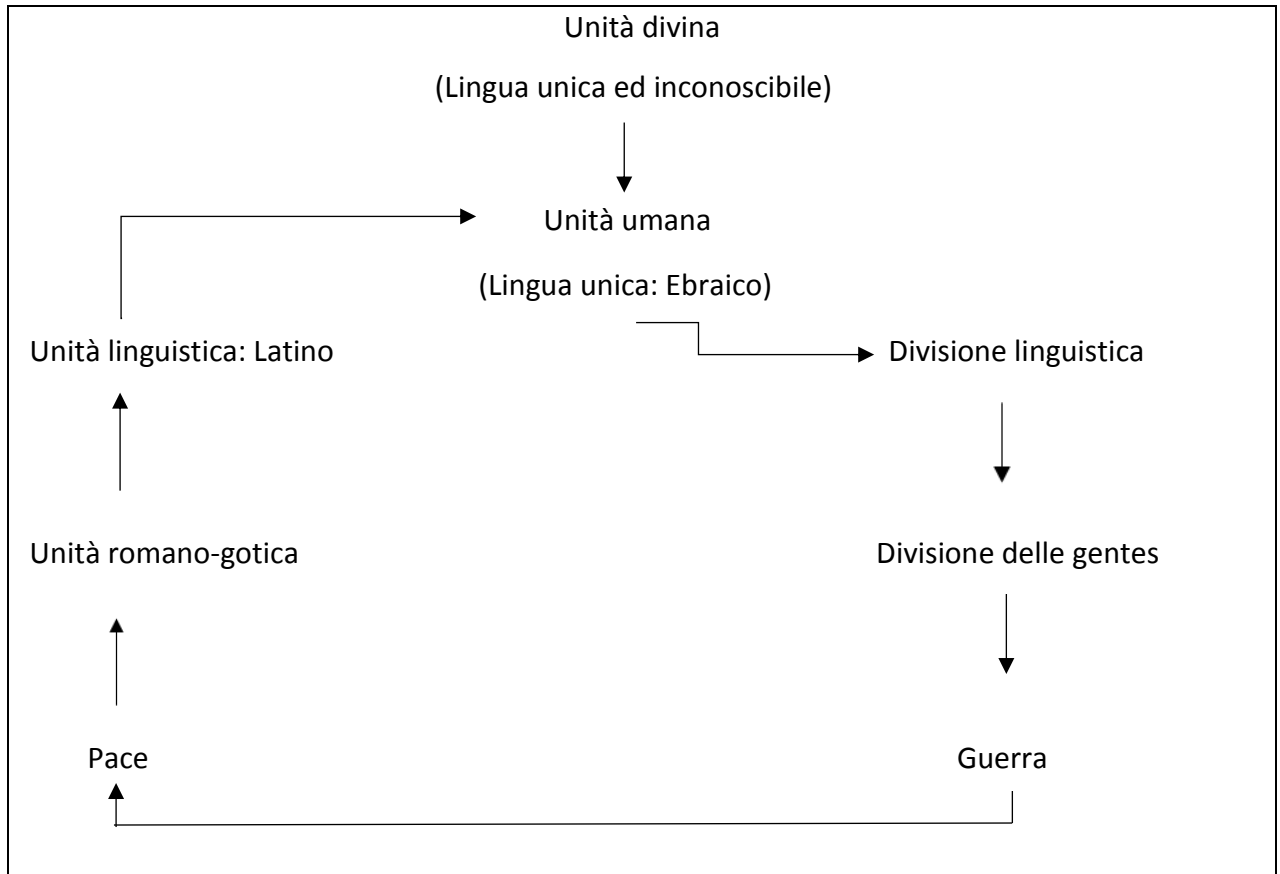 Unità divina
(Lingua unica ed inconoscibile)
Unità umana
(Lingua unica: Ebraico)
Unità linguistica: Latino
Divisione linguistica
Unità romano-gotica
Divisione delle gentes
Pace
Guerra